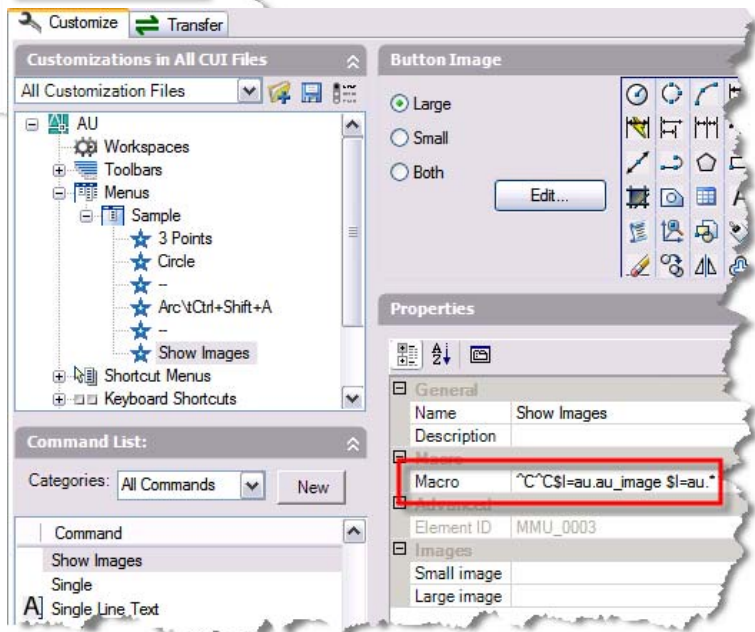 Customize Transfer
Customizations in All CUI Files
All Customization Files
AU
Workspaces
Toolbars
Menus
Sample
3 Points
Circle
--
Arc\tCtrl+Shift+A
--
Show Images
Shortcut Menus
Keyboard Shortcuts
Command List:
Categories: All Commands New
Command
Show Images
Single
A Single Line Text
Button Image
Large
Small
Both
Edit...
Properties
General
Name Show Images
Description
Macro
Macro ^C^C$I=au.au_image $I=au.*
Advanced
Element ID MMU_0003
Images
Small image
Large image